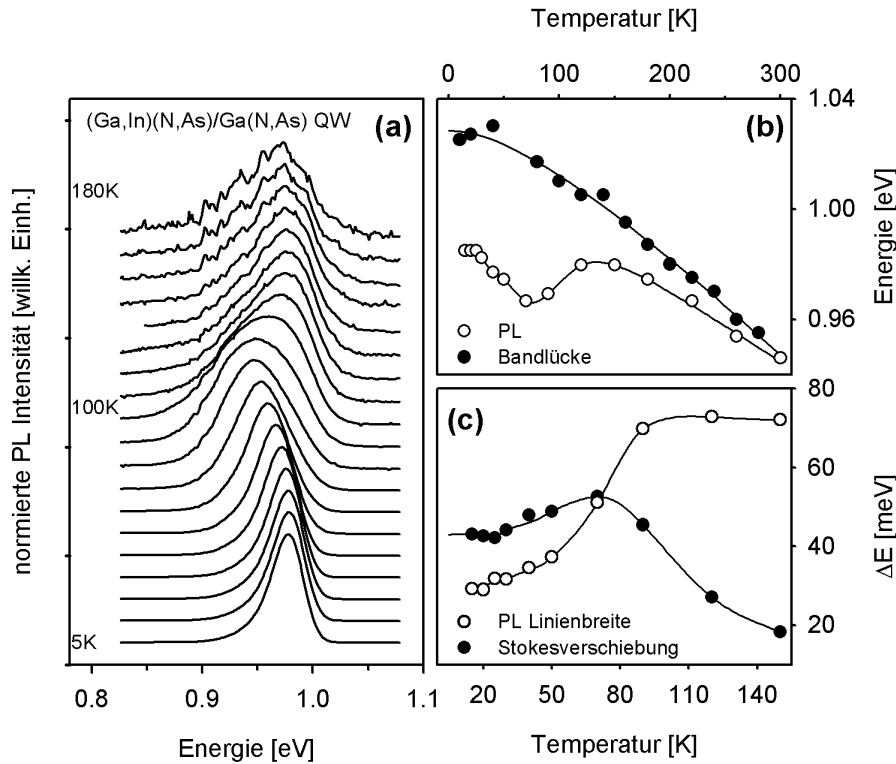 Temperatur [K]
0 100 200 300
(Ga,In)(N,As)/Ga(N,As) QW
(a)
180K
100K
5K
normierte PL Intensität [willk. Einh.]
0.8 0.9 1.0 1.1
Energie [eV]
(b)
1.04
1.00
0.96
Energie [eV]
PL
Bandlücke
(c)
80
60
40
20
ΔE [meV]
PL Linienbreite
Stokesverschiebung
20 50 80 110 140
Temperatur [K]